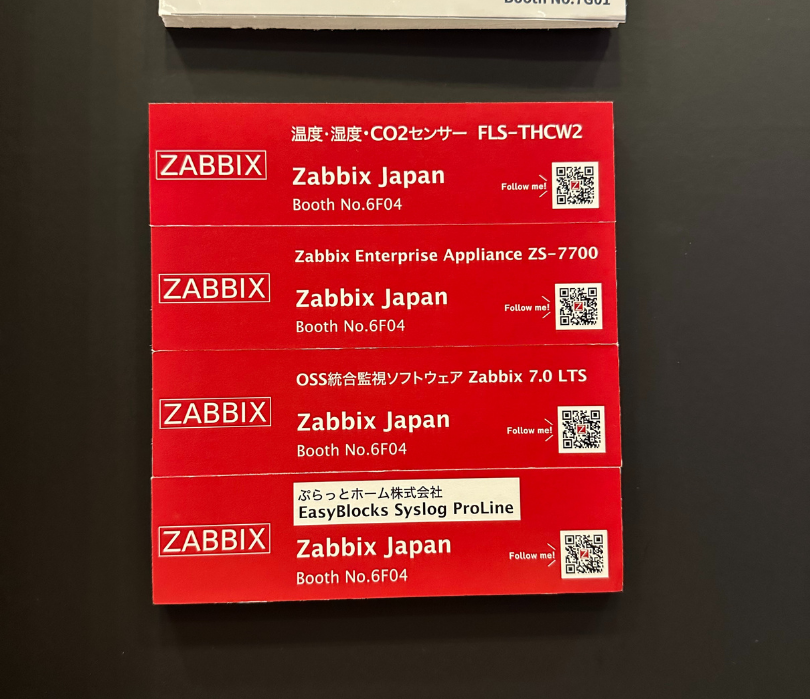 Booth No.7G01
温度・湿度・CO2センサー FLS-THCW2
ZABBIX
Zabbix Japan
Follow me!
Booth No.6F04
Zabbix Enterprise Appliance ZS-7700
ZABBIX
Zabbix Japan
Follow me!
Booth No.6F04
OSS統合監視ソフトウェア Zabbix 7.0 LTS
ZABBIX
Zabbix Japan
Follow me!
Booth No.6F04
ぷらっとホーム株式会社
EasyBlocks Syslog ProLine
ZABBIX
Zabbix Japan
Follow me!
Booth No.6F04